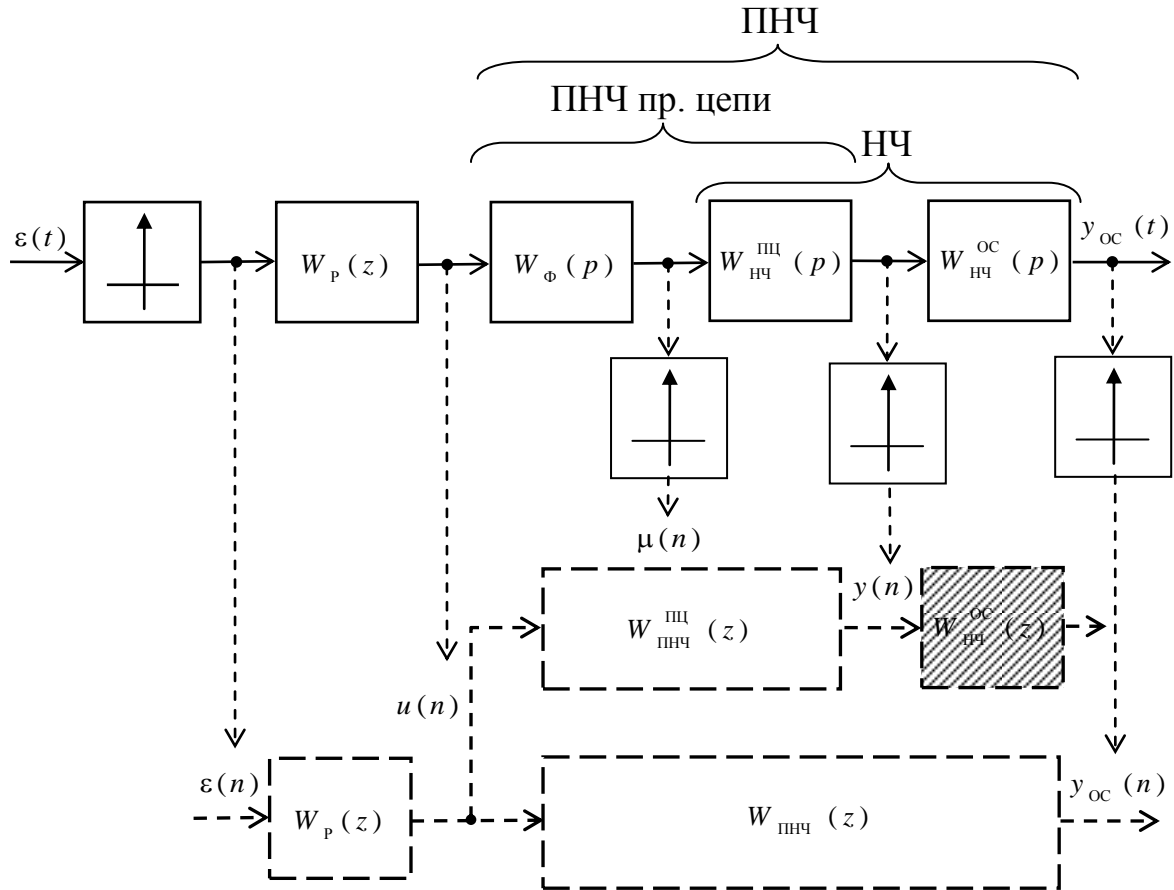 ПНЧ
ПНЧ пр. цепи
НЧ
ε(t)
W_Р(z)
W_Ф(p)
W_НЧ^ПЦ(p)
W_НЧ^ОС(p)
y_ОС(t)
μ(n)
y(n)
W_ПНЧ^ПЦ(z)
W_НЧ^ОС(z)
u(n)
ε(n)
W_Р(z)
W_ПНЧ(z)
y_ОС(n)